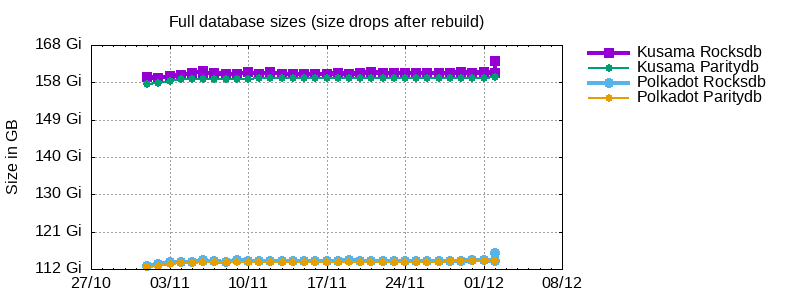 Full database sizes (size drops after rebuild)
168 Gi
158 Gi
149 Gi
140 Gi
130 Gi
121 Gi
112 Gi
Size in GB
27/10 03/11 10/11 17/11 24/11 01/12 08/12
Kusama Rocksdb
Kusama Paritydb
Polkadot Rocksdb
Polkadot Paritydb